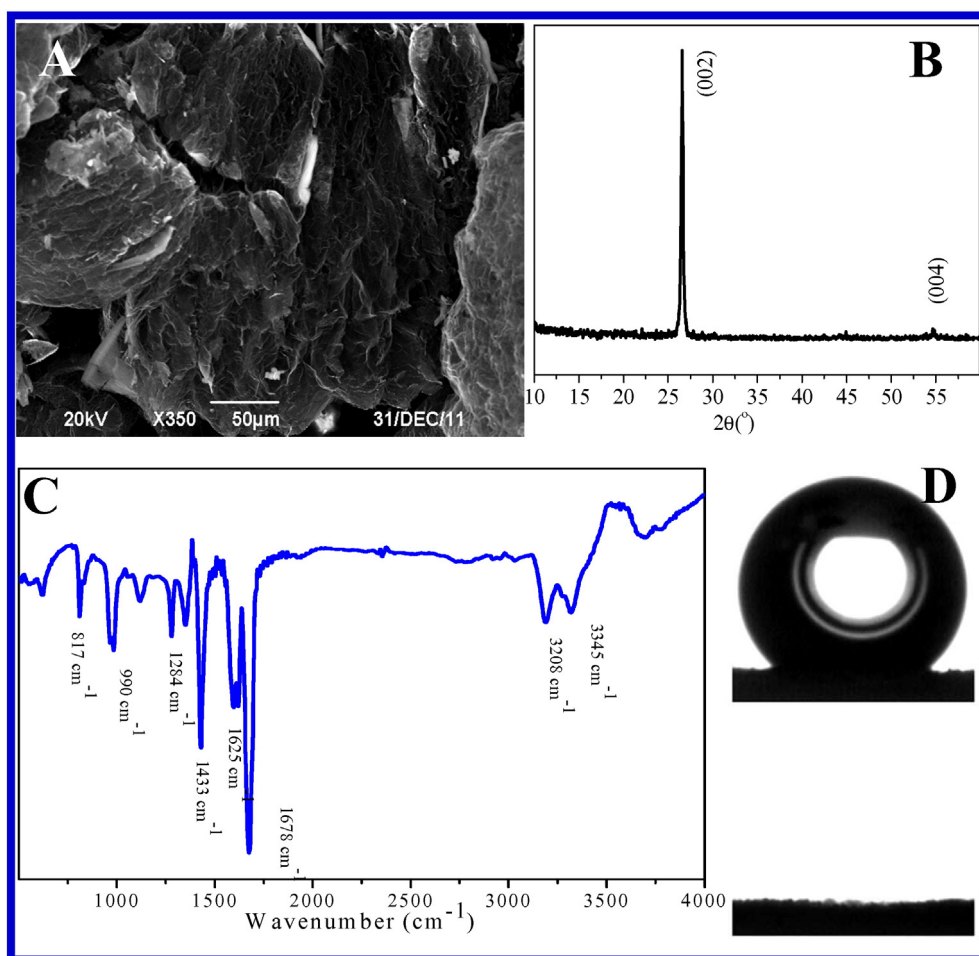 A
20kV X350 50μm 31/DEC/11
B
(002)
(004)
10 15 20 25 30 35 40 45 50 55
2θ(°)
C
817 cm-1
990 cm-1
1284 cm-1
1433 cm-1
1625 cm-1
1678 cm-1
3208 cm-1
3345 cm-1
1000 1500 2000 2500 3000 3500 4000
Wavenumber (cm-1)
D